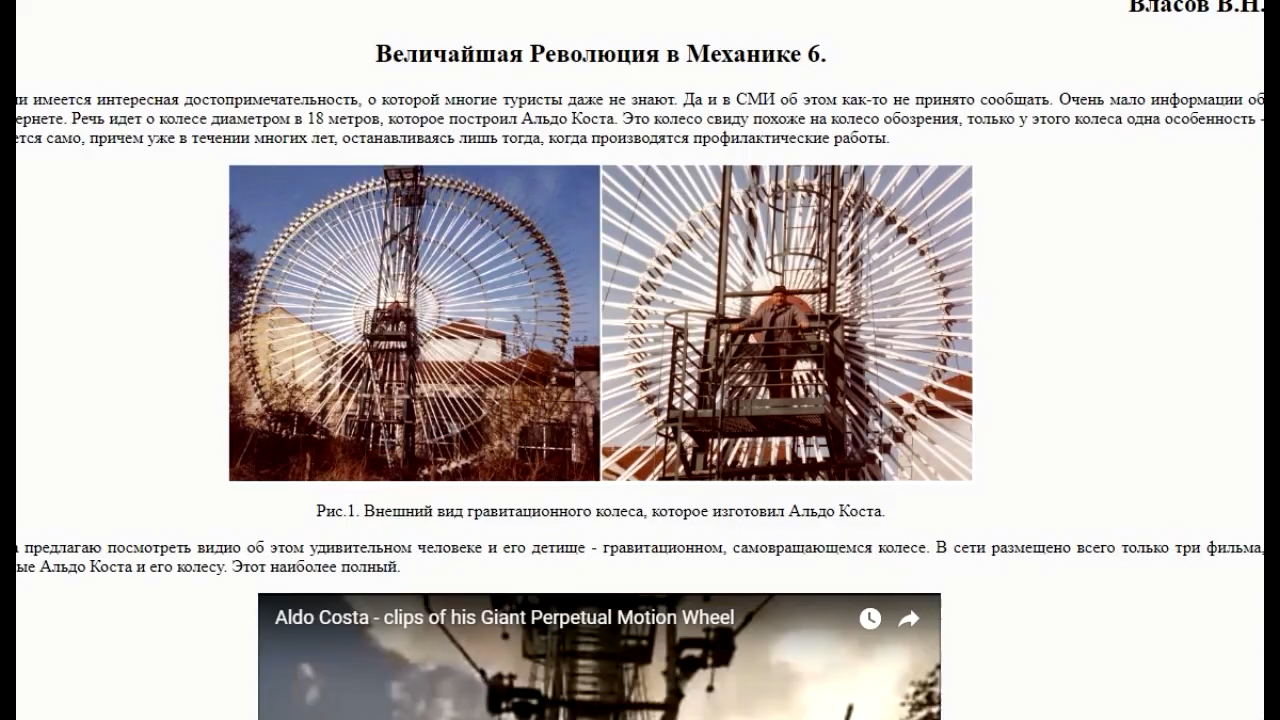 Власов В.Н.
Величайшая Революция в Механике 6.
имеется интересная достопримечательность, о которой многие туристы даже не знают. Да и в СМИ об этом как-то не принято сообщать. Очень мало информации об
ернете. Речь идет о колесе диаметром в 18 метров, которое построил Альдо Коста. Это колесо свиду похоже на колесо обозрения, только у этого колеса одна особенность -
ется само, причем уже в течении многих лет, останавливаясь лишь тогда, когда производятся профилактические работы.
Рис.1. Внешний вид гравитационного колеса, которое изготовил Альдо Коста.
предлагаю посмотреть видио об этом удивительном человеке и его детище - гравитационном, самовращающемся колесе. В сети размещено всего только три фильма,
ые Альдо Коста и его колесу. Этот наиболее полный.
Aldo Costa - clips of his Giant Perpetual Motion Wheel